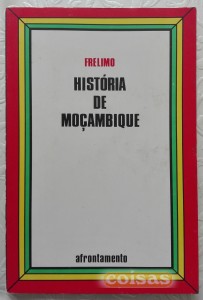 FRELIMO
HISTÓRIA
DE
MOÇAMBIQUE
afrontamento
coisas